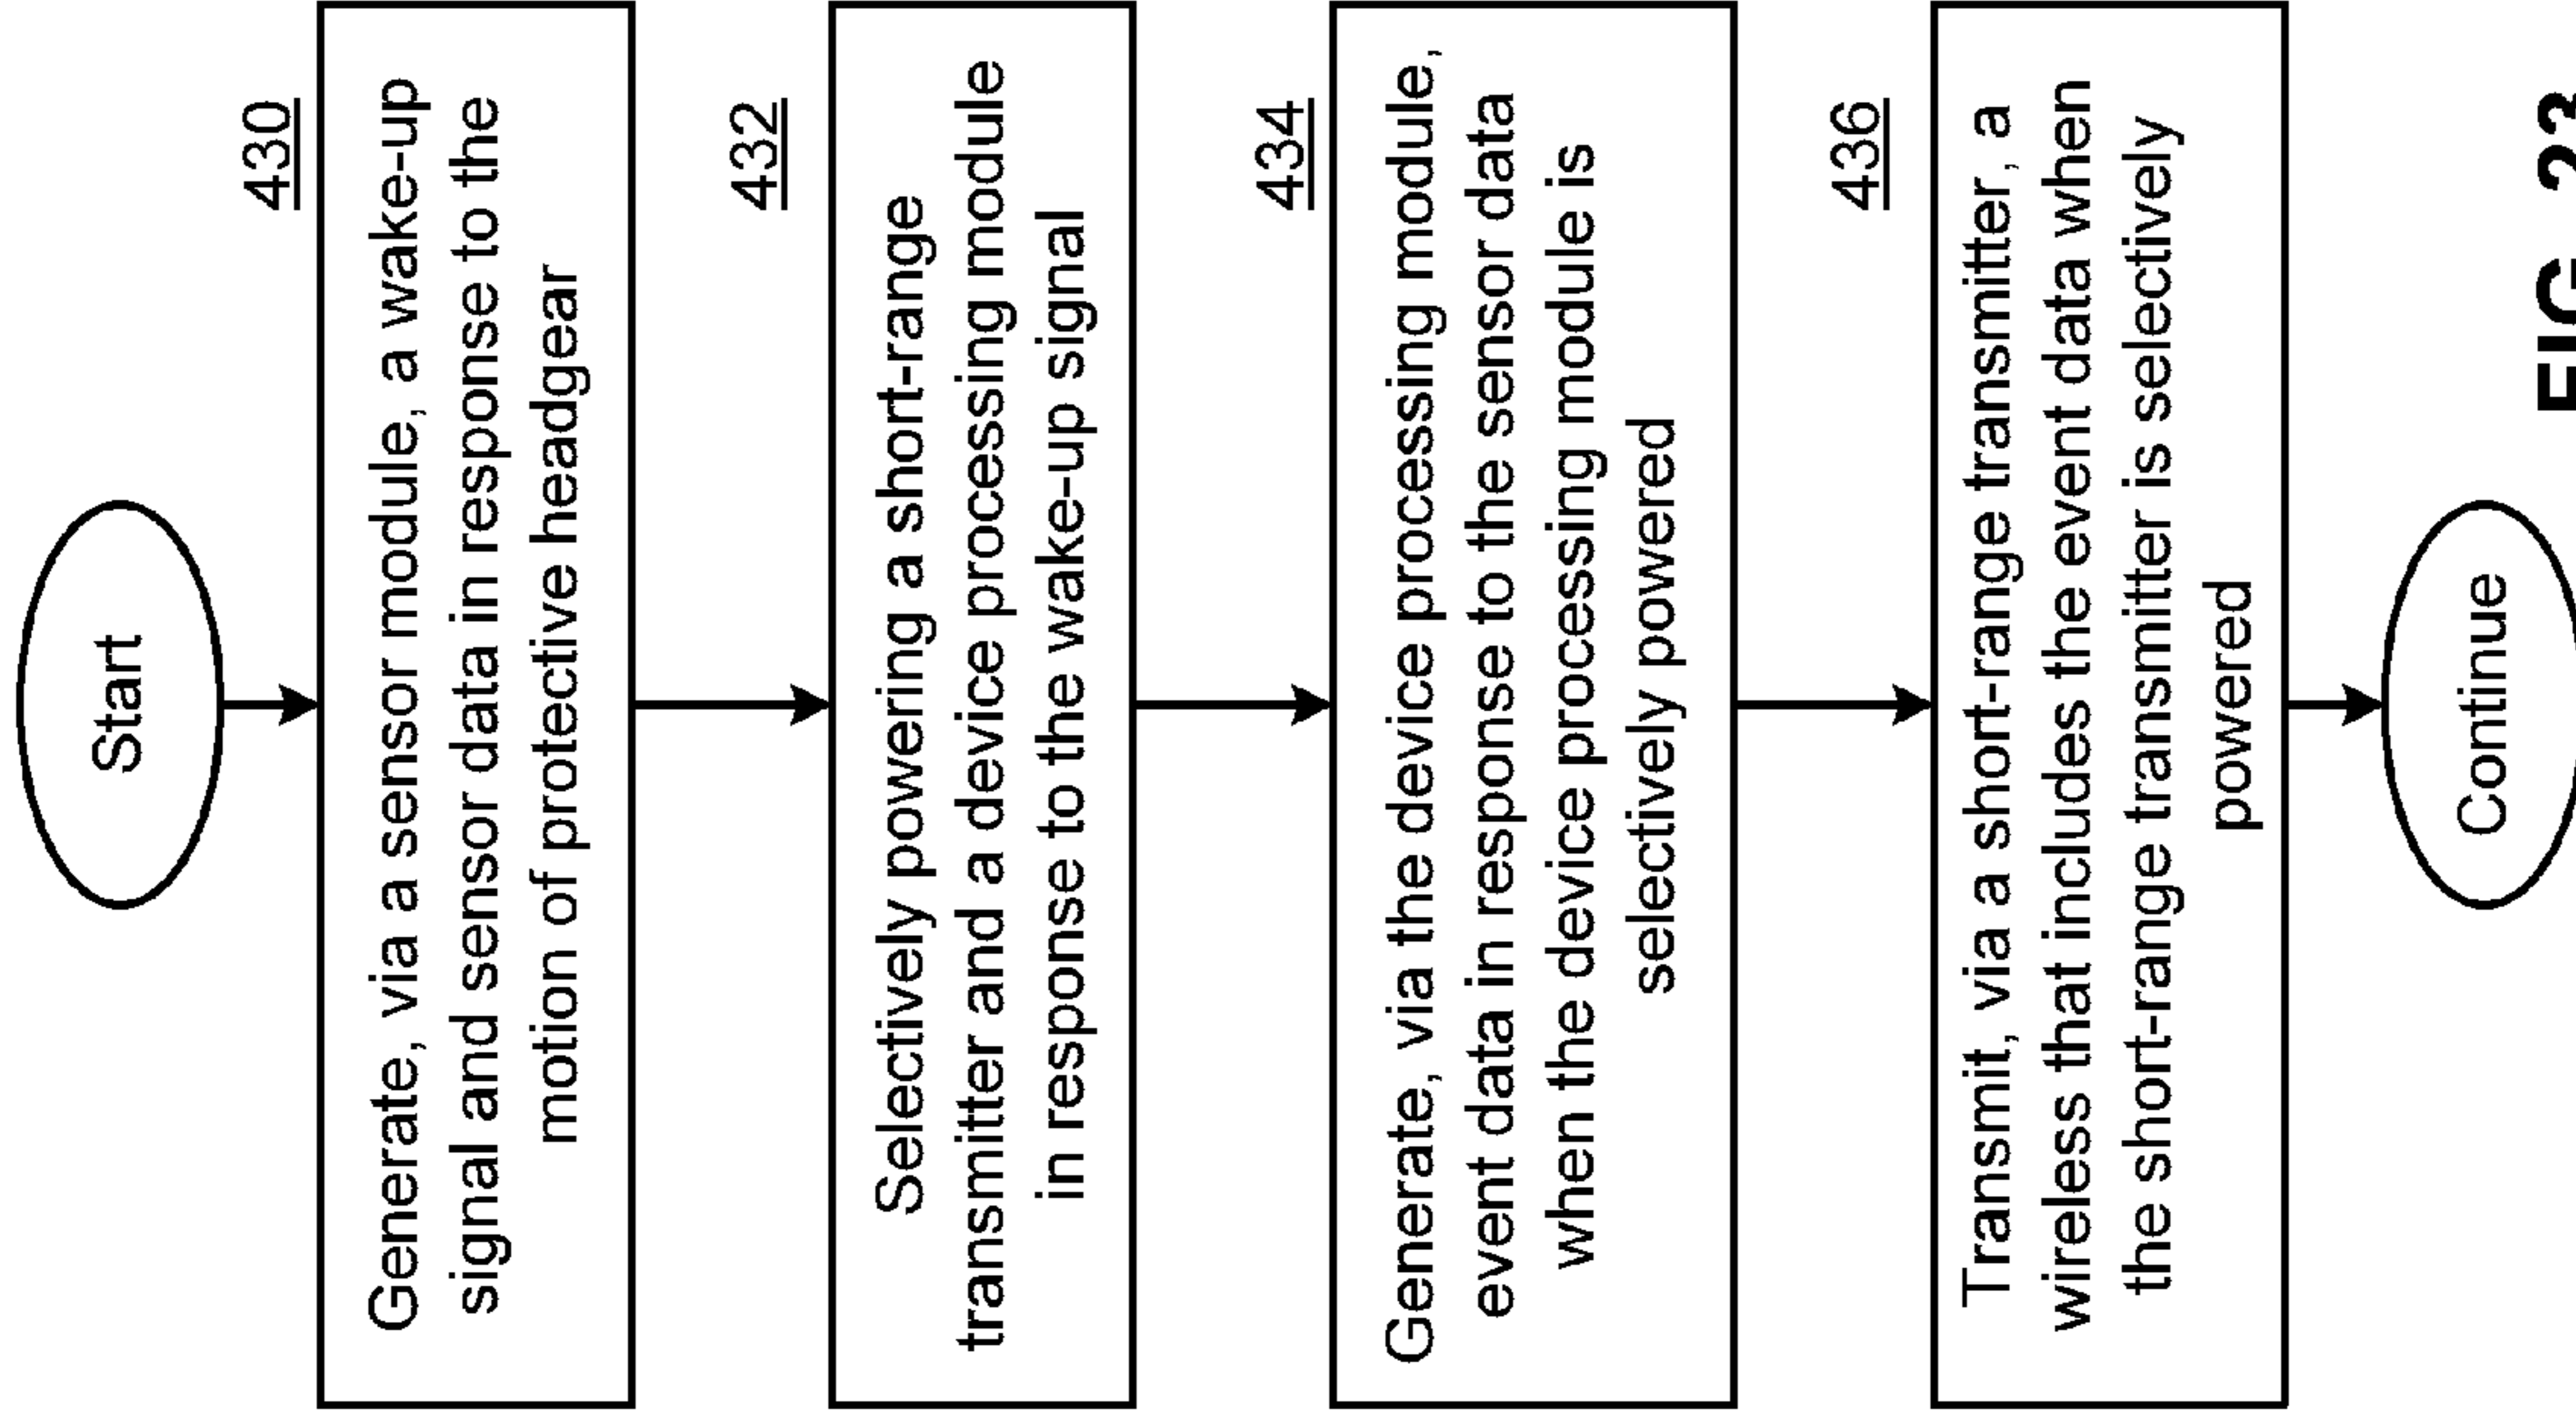 Start
430
Generate, via a sensor module, a wake-up
signal and sensor data in response to the
motion of protective headgear
432
Selectively powering a short-range
transmitter and a device processing module
in response to the wake-up signal
434
Generate, via the device processing module,
event data in response to the sensor data
when the device processing module is
selectively powered
436
Transmit, via a short-range transmitter, a
wireless that includes the event data when
the short-range transmitter is selectively
powered
Continue
FIG. 23